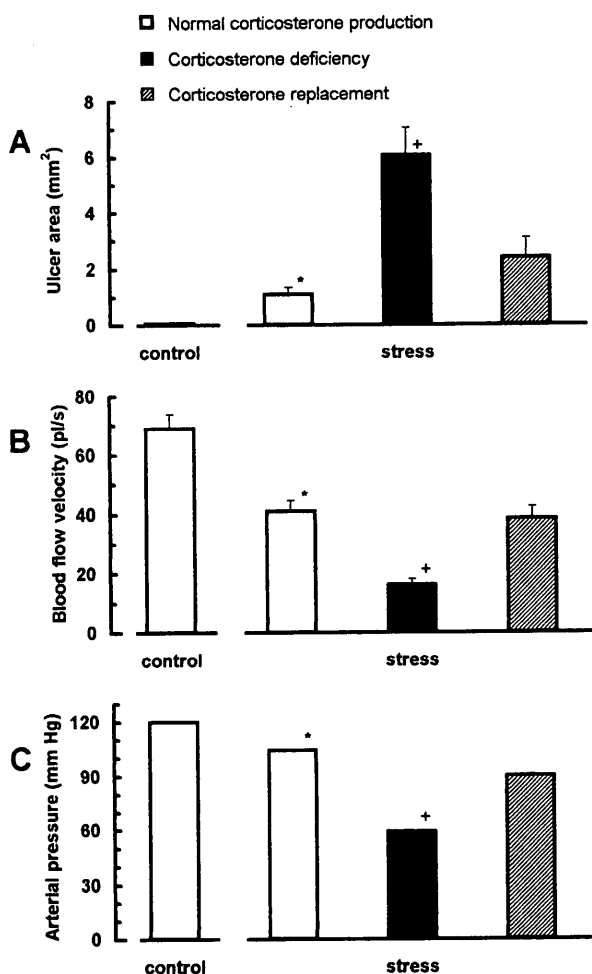 Normal corticosterone production
Corticosterone deficiency
Corticosterone replacement
A
Ulcer area (mm²)
8
6
4
2
0
+
*
control
stress
B
Blood flow velocity (pl/s)
80
60
40
20
0
*
+
control
stress
C
Arterial pressure (mm Hg)
120
90
60
30
0
*
+
control
stress